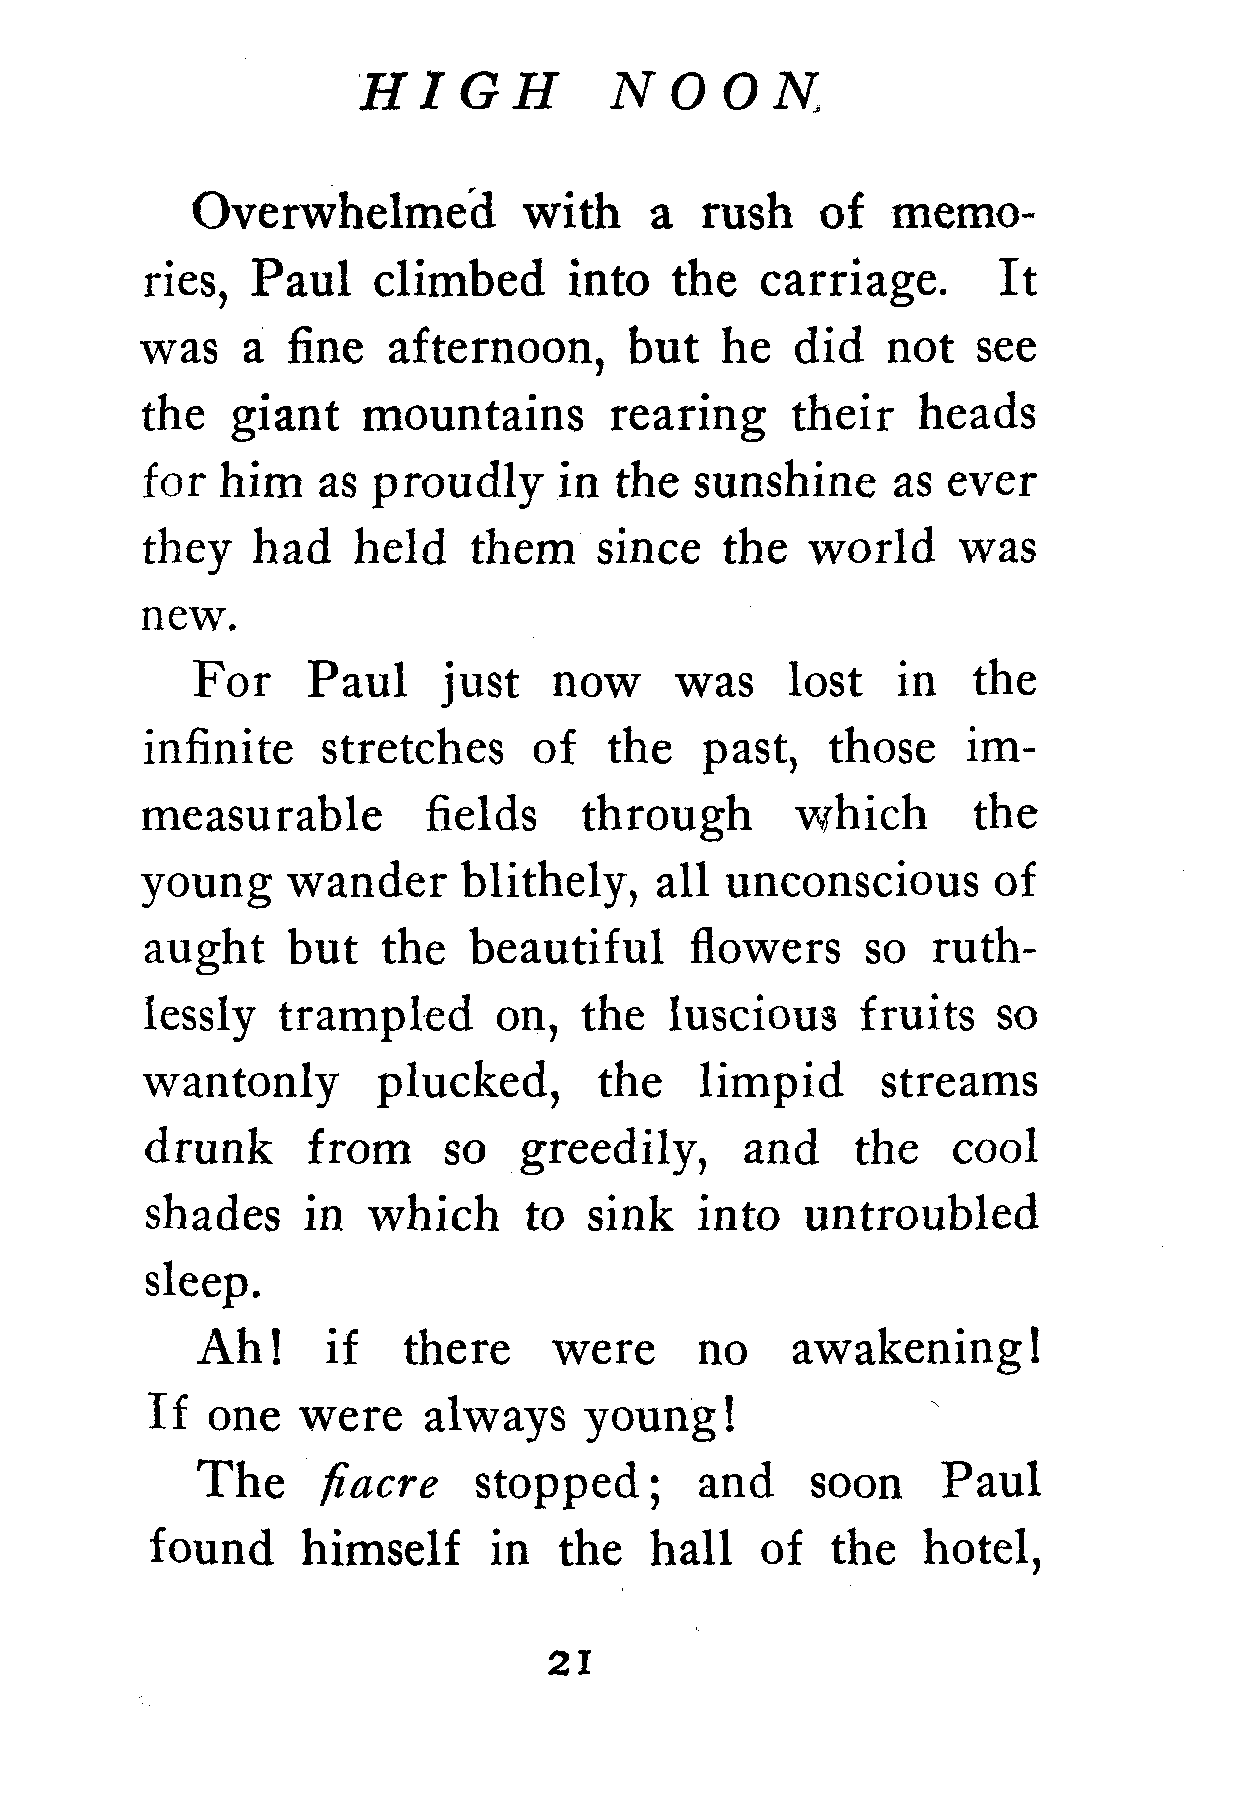 HIGH NOON
Overwhelmed with a rush of memo-
ries, Paul climbed into the carriage. It
was a fine afternoon, but he did not see
the giant mountains rearing their heads
for him as proudly in the sunshine as ever
they had held them since the world was
new.
For Paul just now was lost in the
infinite stretches of the past, those im-
measurable fields through which the
young wander blithely, all unconscious of
aught but the beautiful flowers so ruth-
lessly trampled on, the luscious fruits so
wantonly plucked, the limpid streams
drunk from so greedily, and the cool
shades in which to sink into untroubled
sleep.
Ah! if there were no awakening!
If one were always young!
The fiacre stopped; and soon Paul
found himself in the hall of the hotel,
21